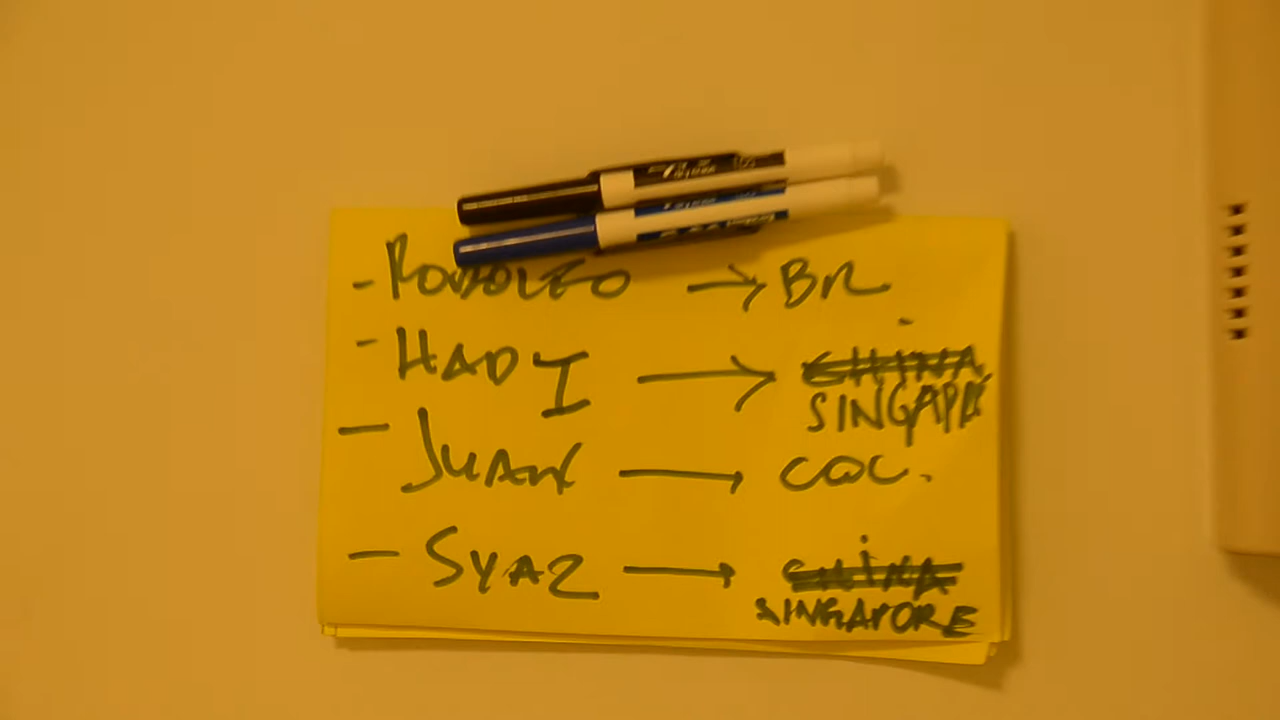 - RODOLFO → BR
- HADI → CHINA
SINGAPR
- JUAN → COL.
- SYAZ → CHINA
SINGAPORE